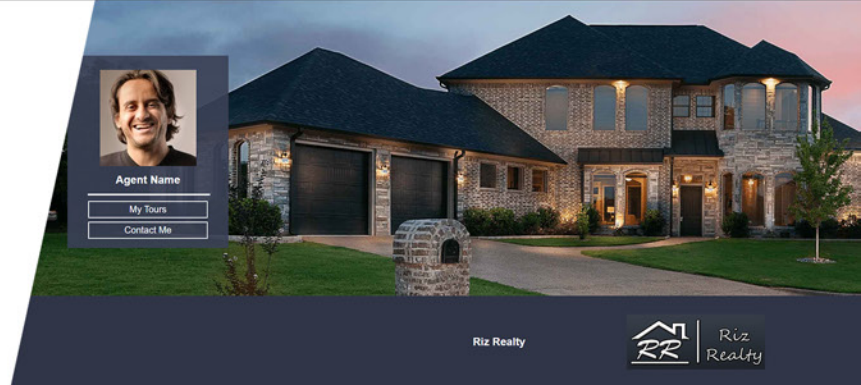 Agent Name
My Tours
Contact Me
Riz Realty
RR
Riz
Realty